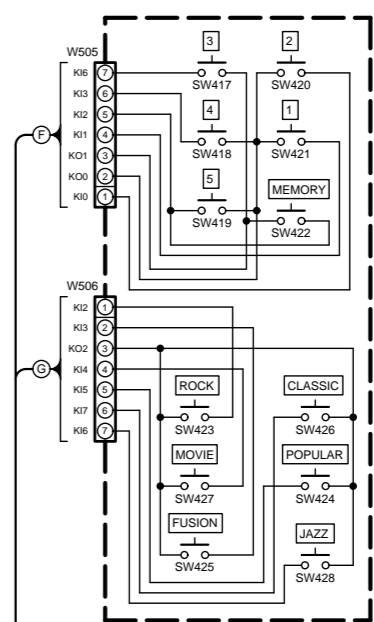 3 2
W505
KI6 7 SW417 SW420
KI3 6
4 1
KI2 5
KI1 4 SW418 SW421
F
KO1 3
5 MEMORY
KO0 2
KI0 1 SW419 SW422
W506
KI2 1
KI3 2
KO2 3
G
KI4 4 ROCK CLASSIC
KI5 5
KI7 6 SW423 SW426
KI6 7
MOVIE POPULAR
SW427 SW424
FUSION
JAZZ
SW425
SW428